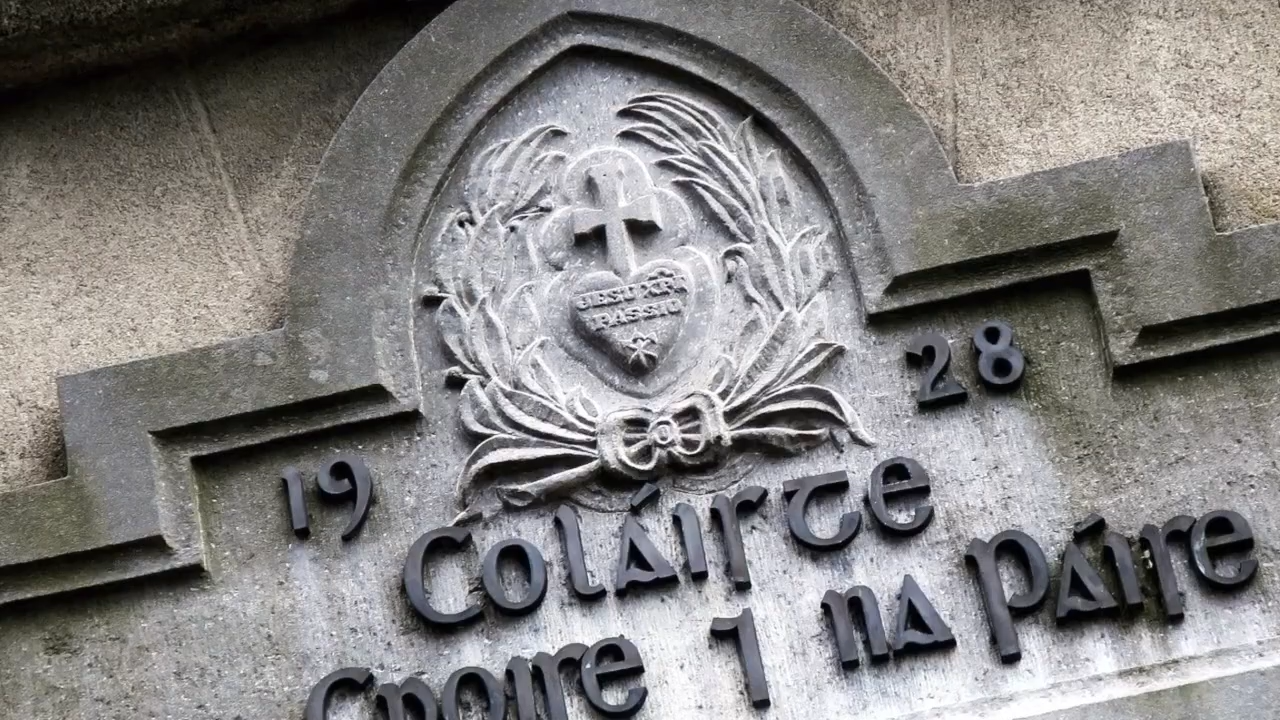 JESU XPI
PASSIO
19 28
Coláiste
Croise ⁊ na Páise